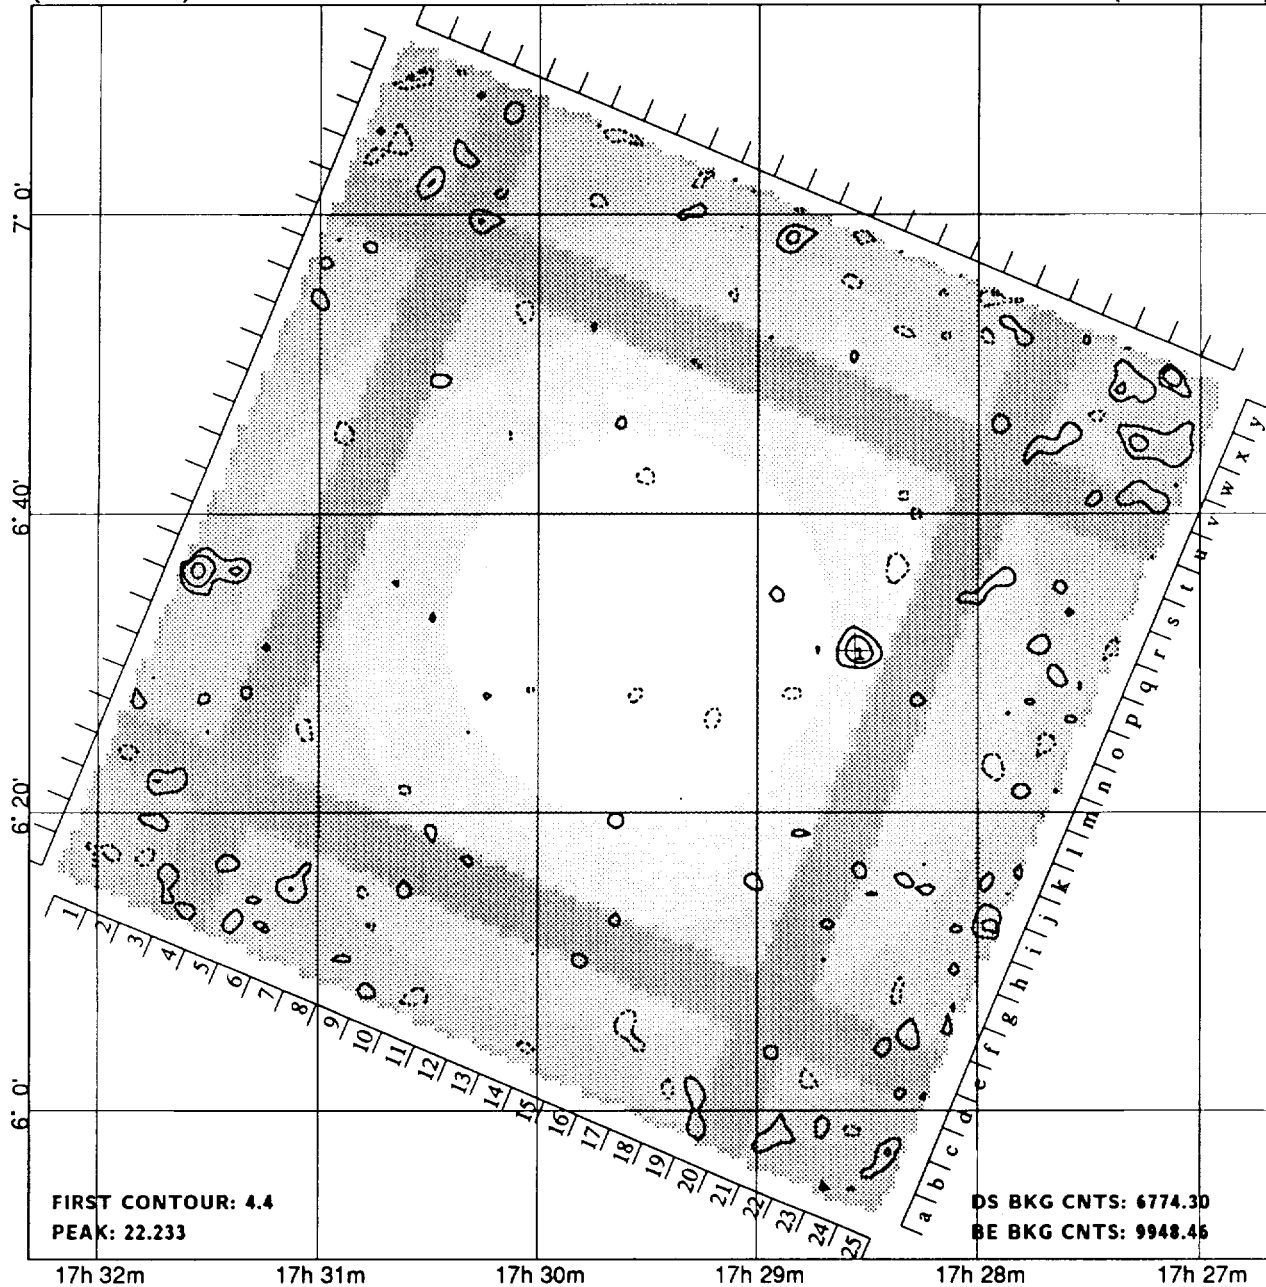 7° 0'
6° 40'
6° 20'
6° 0'
1
y
x
w
v
u
t
s
r
q
p
o
n
m
l
k
j
i
h
g
f
e
d
c
b
a
1 2 3 4 5 6 7 8 9 10 11 12 13 14 15 16 17 18 19 20 21 22 23 24 25
FIRST CONTOUR: 4.4
PEAK: 22.233
DS BKG CNTS: 6774.30
BE BKG CNTS: 9948.46
17h 32m 17h 31m 17h 30m 17h 29m 17h 28m 17h 27m